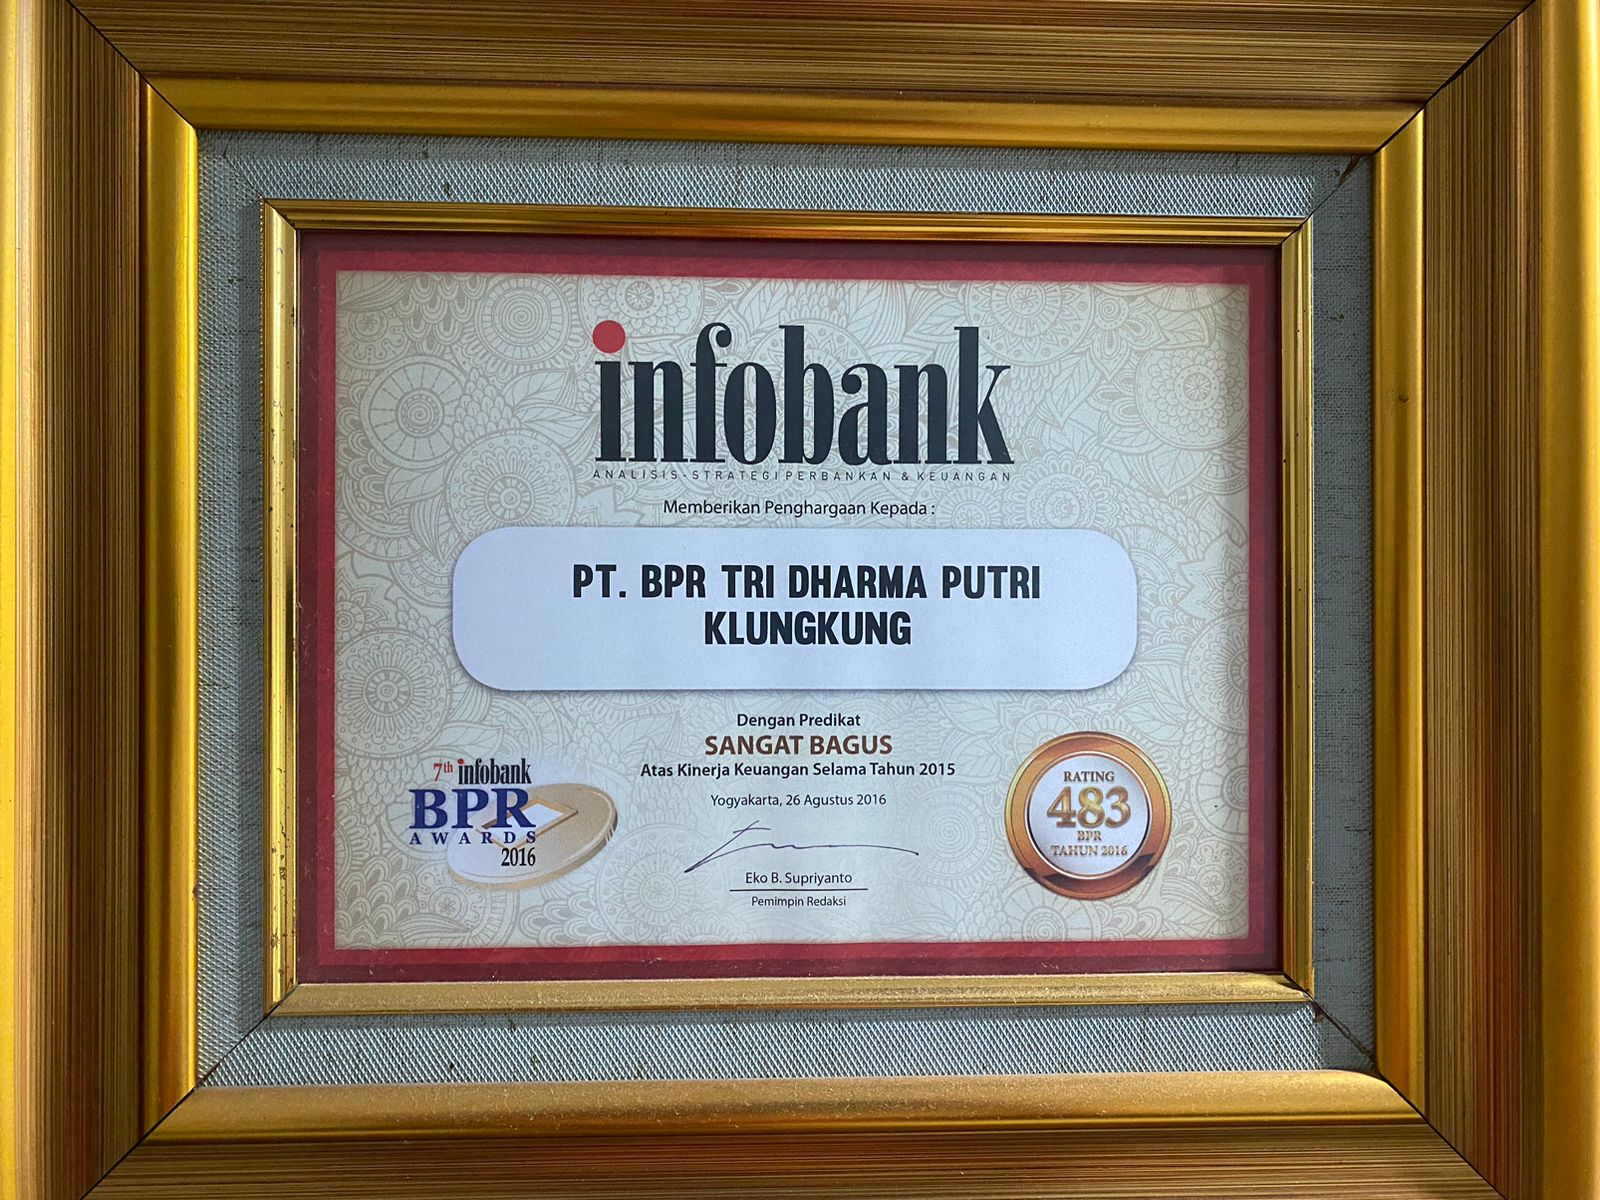 infobank
ANALISIS-STRATEGI PERBANKAN & KEUANGAN
Memberikan Penghargaan Kepada :
PT. BPR TRI DHARMA PUTRI
KLUNGKUNG
Dengan Predikat
SANGAT BAGUS
Atas Kinerja Keuangan Selama Tahun 2015
Yogyakarta, 26 Agustus 2016
Eko B. Supriyanto
Pemimpin Redaksi
7th infobank
BPR
AWARDS
2016
RATING
483
BPR
TAHUN 2016